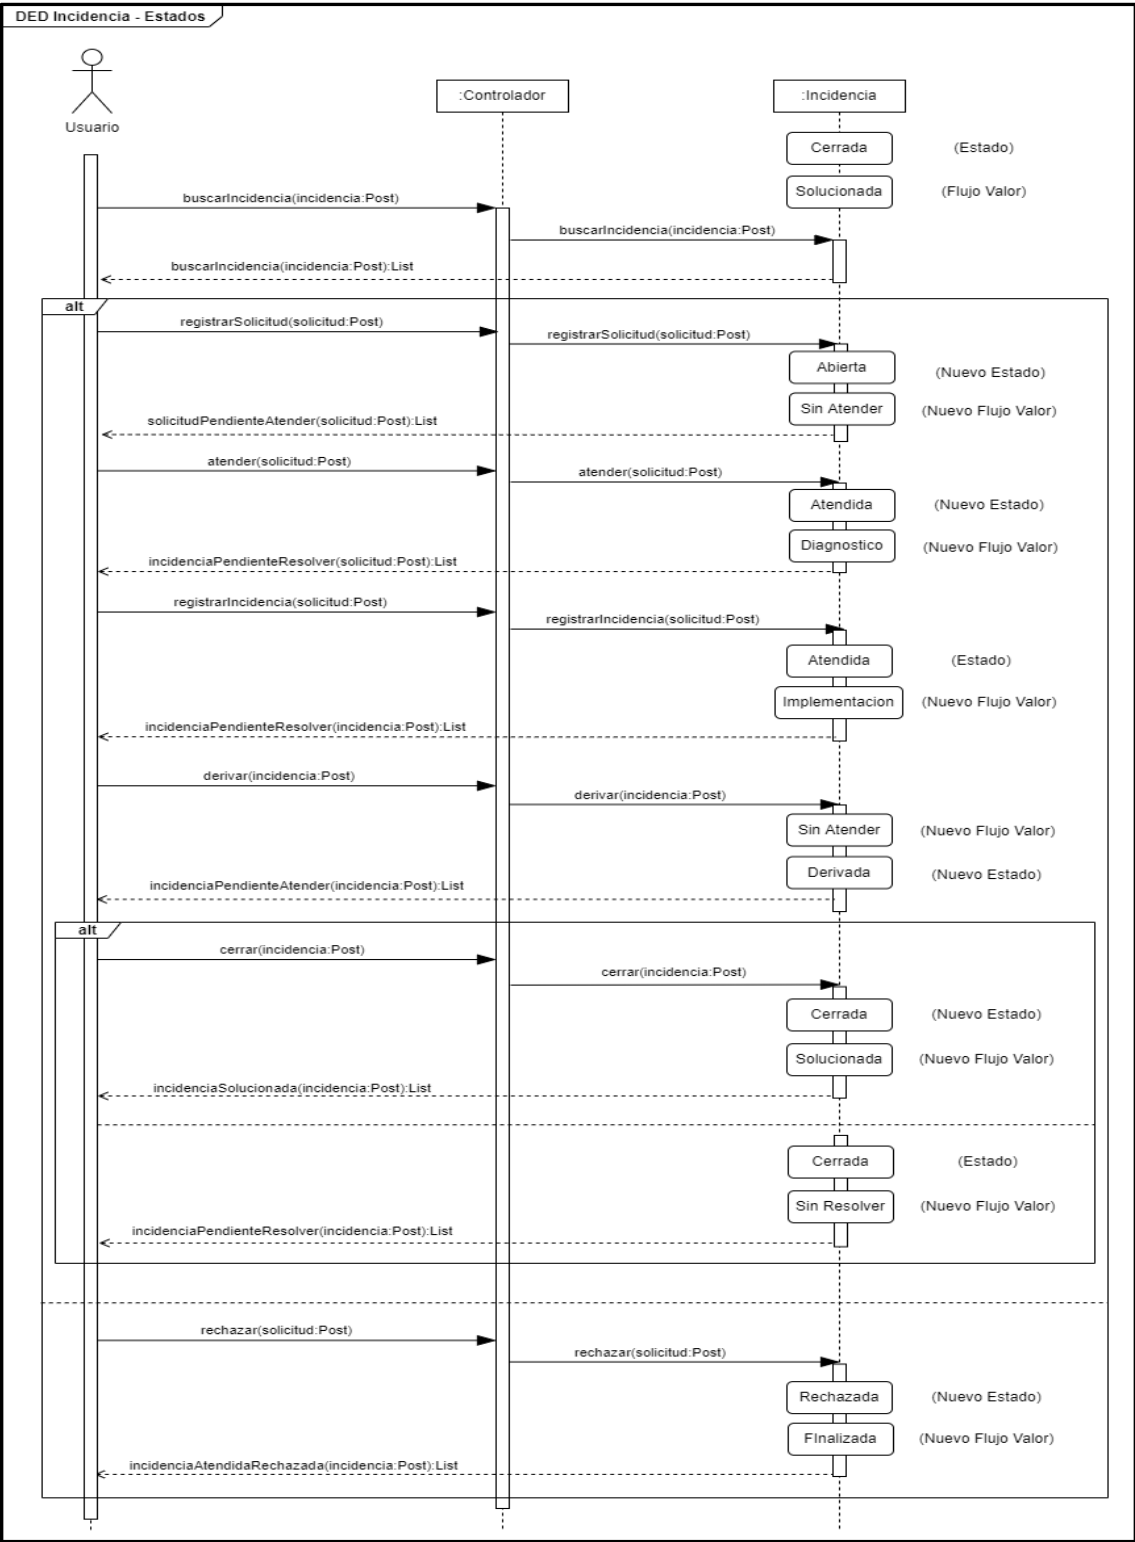 DED Incidencia - Estados
Usuario
:Controlador
:Incidencia
Cerrada
(Estado)
Solucionada
(Flujo Valor)
buscarIncidencia(incidencia:Post)
buscarIncidencia(incidencia:Post)
buscarIncidencia(incidencia:Post):List
alt
registrarSolicitud(solicitud:Post)
registrarSolicitud(solicitud:Post)
Abierta
(Nuevo Estado)
Sin Atender
(Nuevo Flujo Valor)
solicitudPendienteAtender(solicitud:Post):List
atender(solicitud:Post)
atender(solicitud:Post)
Atendida
(Nuevo Estado)
Diagnostico
(Nuevo Flujo Valor)
incidenciaPendienteResolver(solicitud:Post):List
registrarIncidencia(solicitud:Post)
registrarIncidencia(solicitud:Post)
Atendida
(Estado)
Implementacion
(Nuevo Flujo Valor)
incidenciaPendienteResolver(incidencia:Post):List
derivar(incidencia:Post)
derivar(incidencia:Post)
Sin Atender
(Nuevo Flujo Valor)
Derivada
(Nuevo Estado)
incidenciaPendienteAtender(incidencia:Post):List
alt
cerrar(incidencia:Post)
cerrar(incidencia:Post)
Cerrada
(Nuevo Estado)
Solucionada
(Nuevo Flujo Valor)
incidenciaSolucionada(incidencia:Post):List
Cerrada
(Estado)
Sin Resolver
(Nuevo Flujo Valor)
incidenciaPendienteResolver(incidencia:Post):List
rechazar(solicitud:Post)
rechazar(solicitud:Post)
Rechazada
(Nuevo Estado)
FInalizada
(Nuevo Flujo Valor)
incidenciaAtendidaRechazada(incidencia:Post):List